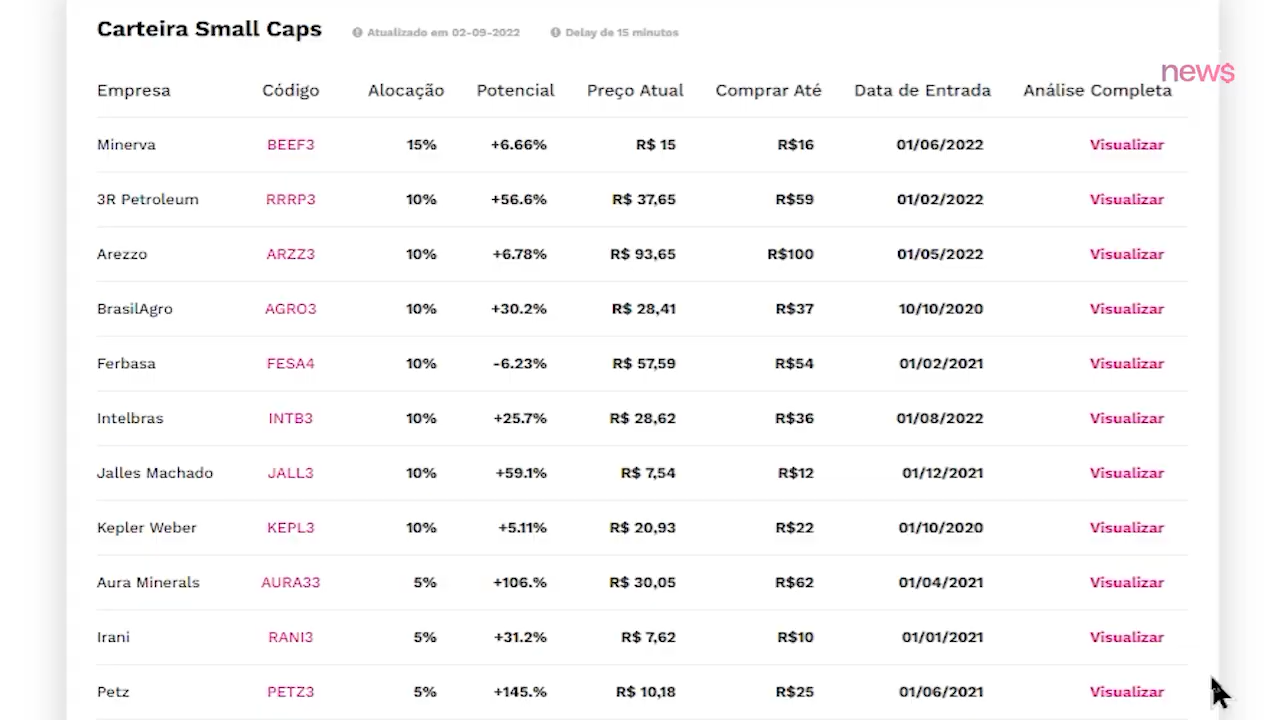 Carteira Small Caps Atualizado em 02-09-2022 Delay de 15 minutos
new$
Empresa Código Alocação Potencial Preço Atual Comprar Até Data de Entrada Análise Completa
Minerva BEEF3 15% +6.66% R$ 15 R$16 01/06/2022 Visualizar
3R Petroleum RRRP3 10% +56.6% R$ 37,65 R$59 01/02/2022 Visualizar
Arezzo ARZZ3 10% +6.78% R$ 93,65 R$100 01/05/2022 Visualizar
BrasilAgro AGRO3 10% +30.2% R$ 28,41 R$37 10/10/2020 Visualizar
Ferbasa FESA4 10% -6.23% R$ 57,59 R$54 01/02/2021 Visualizar
Intelbras INTB3 10% +25.7% R$ 28,62 R$36 01/08/2022 Visualizar
Jalles Machado JALL3 10% +59.1% R$ 7,54 R$12 01/12/2021 Visualizar
Kepler Weber KEPL3 10% +5.11% R$ 20,93 R$22 01/10/2020 Visualizar
Aura Minerals AURA33 5% +106.% R$ 30,05 R$62 01/04/2021 Visualizar
Irani RANI3 5% +31.2% R$ 7,62 R$10 01/01/2021 Visualizar
Petz PETZ3 5% +145.% R$ 10,18 R$25 01/06/2021 Visualizar